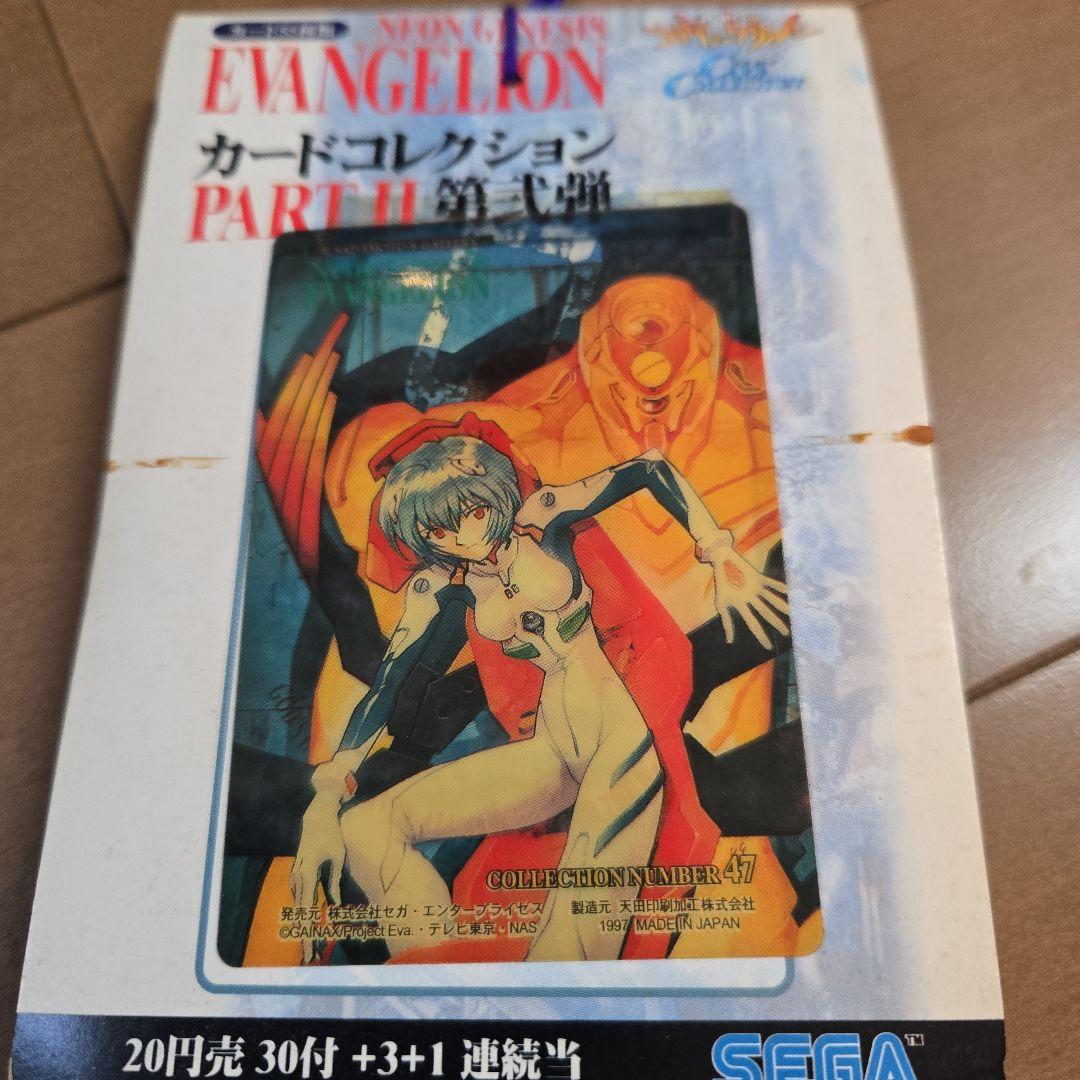 NEON GENESIS
EVANGELION
カードコレクション
PART II 第弐弾
COLLECTION NUMBER 47
発売元 株式会社セガ・エンタープライゼス
製造元 天田印刷加工株式会社
©GAINAX/Project Eva.・テレビ東京・NAS
1997 MADE IN JAPAN
20円売 30付 +3+1 連続当
SEGA™